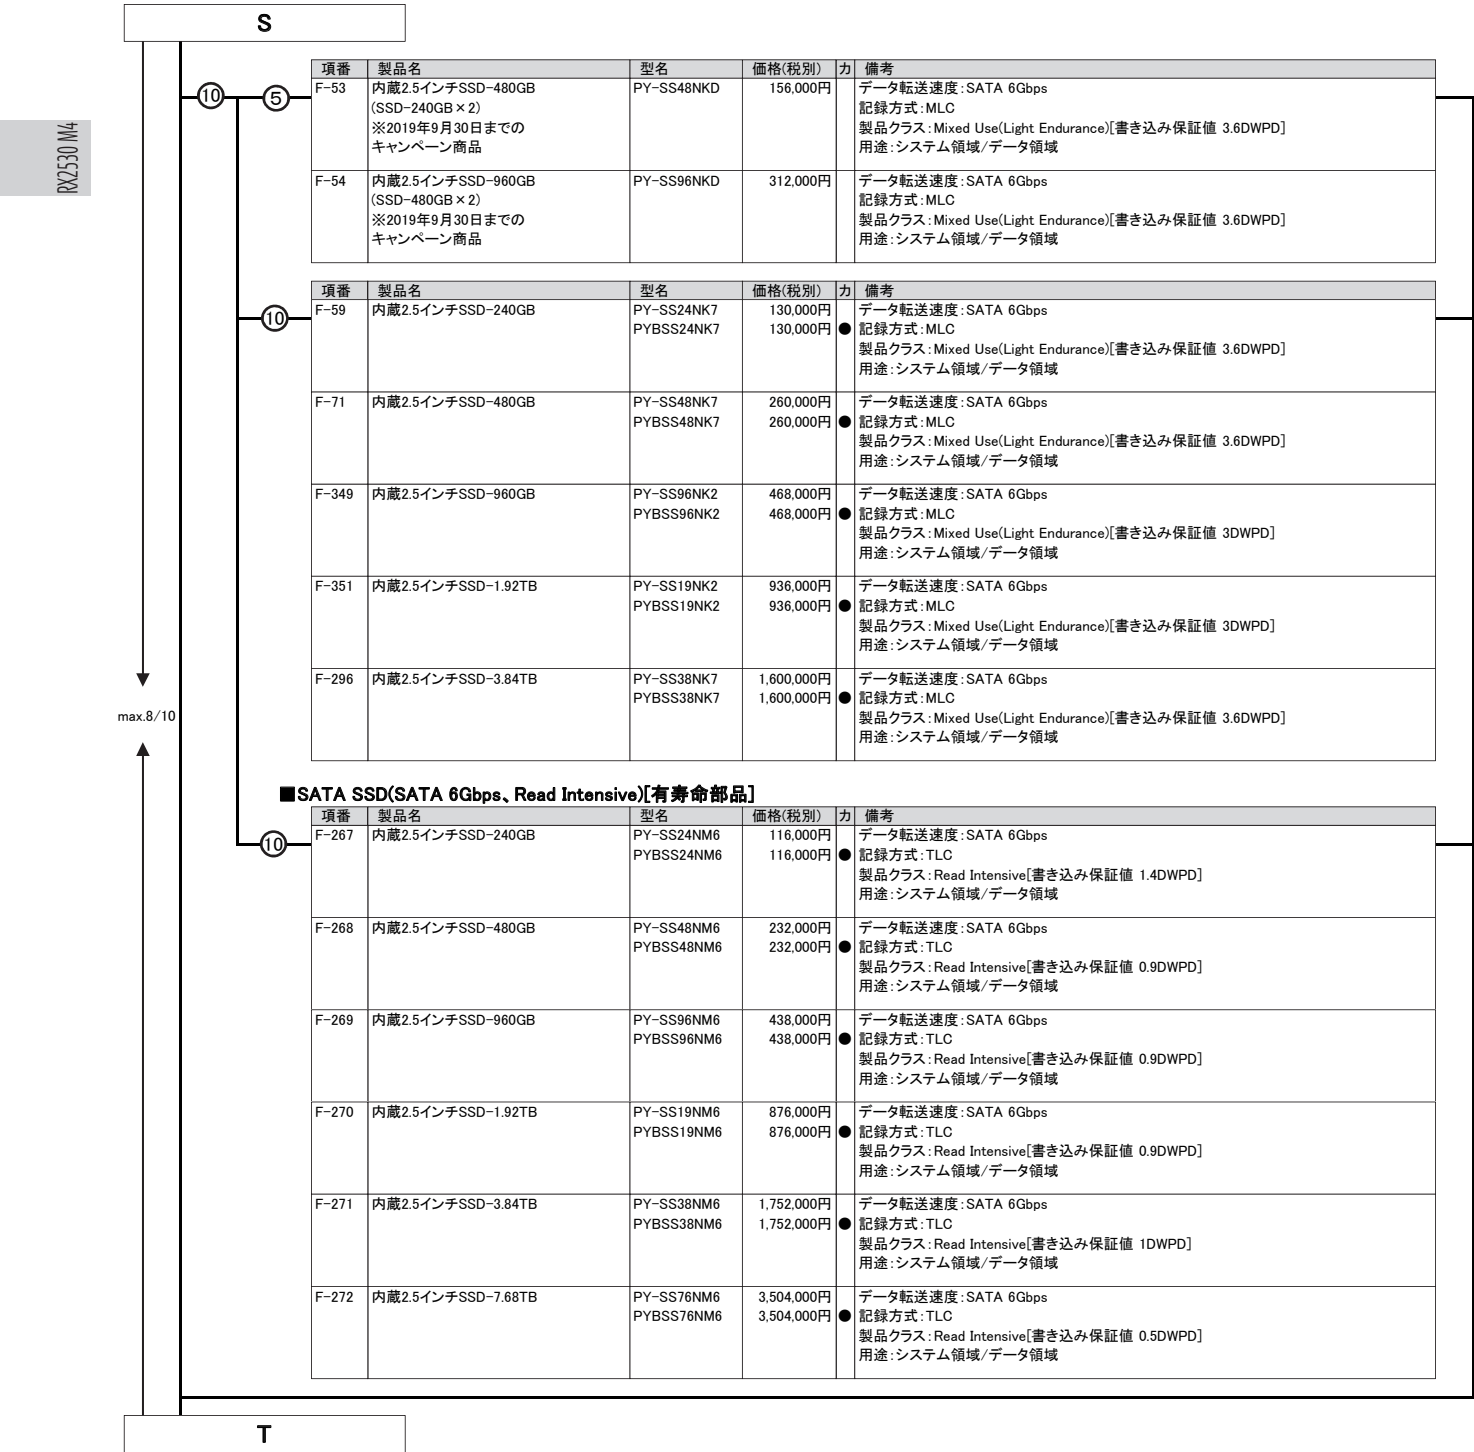 S
RX2530 M4
⑩
⑤
項番 製品名 型名 価格(税別) カ 備考
F-53 内蔵2.5インチSSD-480GB PY-SS48NKD 156,000円 データ転送速度:SATA 6Gbps
(SSD-240GB×2) 記録方式:MLC
※2019年9月30日までの 製品クラス:Mixed Use(Light Endurance)[書き込み保証値 3.6DWPD]
キャンペーン商品 用途:システム領域/データ領域
F-54 内蔵2.5インチSSD-960GB PY-SS96NKD 312,000円 データ転送速度:SATA 6Gbps
(SSD-480GB×2) 記録方式:MLC
※2019年9月30日までの 製品クラス:Mixed Use(Light Endurance)[書き込み保証値 3.6DWPD]
キャンペーン商品 用途:システム領域/データ領域
⑩
項番 製品名 型名 価格(税別) カ 備考
F-59 内蔵2.5インチSSD-240GB PY-SS24NK7 130,000円 データ転送速度:SATA 6Gbps
PYBSS24NK7 130,000円 ● 記録方式:MLC
製品クラス:Mixed Use(Light Endurance)[書き込み保証値 3.6DWPD]
用途:システム領域/データ領域
F-71 内蔵2.5インチSSD-480GB PY-SS48NK7 260,000円 データ転送速度:SATA 6Gbps
PYBSS48NK7 260,000円 ● 記録方式:MLC
製品クラス:Mixed Use(Light Endurance)[書き込み保証値 3.6DWPD]
用途:システム領域/データ領域
F-349 内蔵2.5インチSSD-960GB PY-SS96NK2 468,000円 データ転送速度:SATA 6Gbps
PYBSS96NK2 468,000円 ● 記録方式:MLC
製品クラス:Mixed Use(Light Endurance)[書き込み保証値 3DWPD]
用途:システム領域/データ領域
F-351 内蔵2.5インチSSD-1.92TB PY-SS19NK2 936,000円 データ転送速度:SATA 6Gbps
PYBSS19NK2 936,000円 ● 記録方式:MLC
製品クラス:Mixed Use(Light Endurance)[書き込み保証値 3DWPD]
用途:システム領域/データ領域
F-296 内蔵2.5インチSSD-3.84TB PY-SS38NK7 1,600,000円 データ転送速度:SATA 6Gbps
PYBSS38NK7 1,600,000円 ● 記録方式:MLC
製品クラス:Mixed Use(Light Endurance)[書き込み保証値 3.6DWPD]
用途:システム領域/データ領域
max.8/10
■SATA SSD(SATA 6Gbps、Read Intensive)[有寿命部品]
⑩
項番 製品名 型名 価格(税別) カ 備考
F-267 内蔵2.5インチSSD-240GB PY-SS24NM6 116,000円 データ転送速度:SATA 6Gbps
PYBSS24NM6 116,000円 ● 記録方式:TLC
製品クラス:Read Intensive[書き込み保証値 1.4DWPD]
用途:システム領域/データ領域
F-268 内蔵2.5インチSSD-480GB PY-SS48NM6 232,000円 データ転送速度:SATA 6Gbps
PYBSS48NM6 232,000円 ● 記録方式:TLC
製品クラス:Read Intensive[書き込み保証値 0.9DWPD]
用途:システム領域/データ領域
F-269 内蔵2.5インチSSD-960GB PY-SS96NM6 438,000円 データ転送速度:SATA 6Gbps
PYBSS96NM6 438,000円 ● 記録方式:TLC
製品クラス:Read Intensive[書き込み保証値 0.9DWPD]
用途:システム領域/データ領域
F-270 内蔵2.5インチSSD-1.92TB PY-SS19NM6 876,000円 データ転送速度:SATA 6Gbps
PYBSS19NM6 876,000円 ● 記録方式:TLC
製品クラス:Read Intensive[書き込み保証値 0.9DWPD]
用途:システム領域/データ領域
F-271 内蔵2.5インチSSD-3.84TB PY-SS38NM6 1,752,000円 データ転送速度:SATA 6Gbps
PYBSS38NM6 1,752,000円 ● 記録方式:TLC
製品クラス:Read Intensive[書き込み保証値 1DWPD]
用途:システム領域/データ領域
F-272 内蔵2.5インチSSD-7.68TB PY-SS76NM6 3,504,000円 データ転送速度:SATA 6Gbps
PYBSS76NM6 3,504,000円 ● 記録方式:TLC
製品クラス:Read Intensive[書き込み保証値 0.5DWPD]
用途:システム領域/データ領域
T